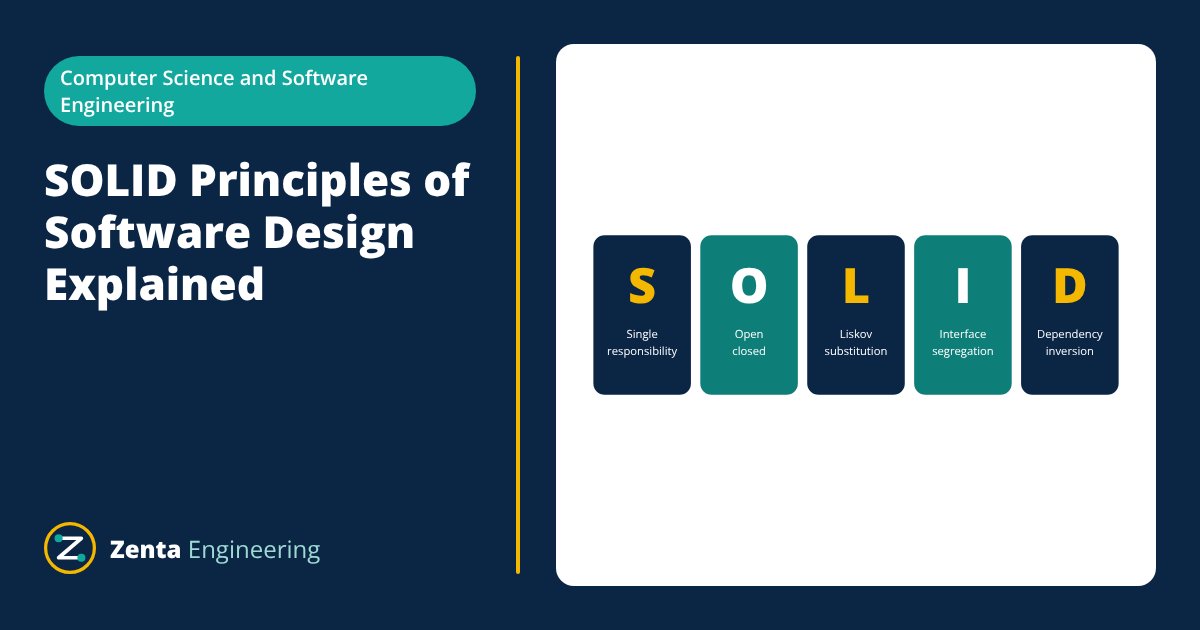 Computer Science and Software
Engineering
SOLID Principles of
Software Design
Explained
Zenta Engineering
S
Single
responsibility
O
Open
closed
L
Liskov
substitution
I
Interface
segregation
D
Dependency
inversion